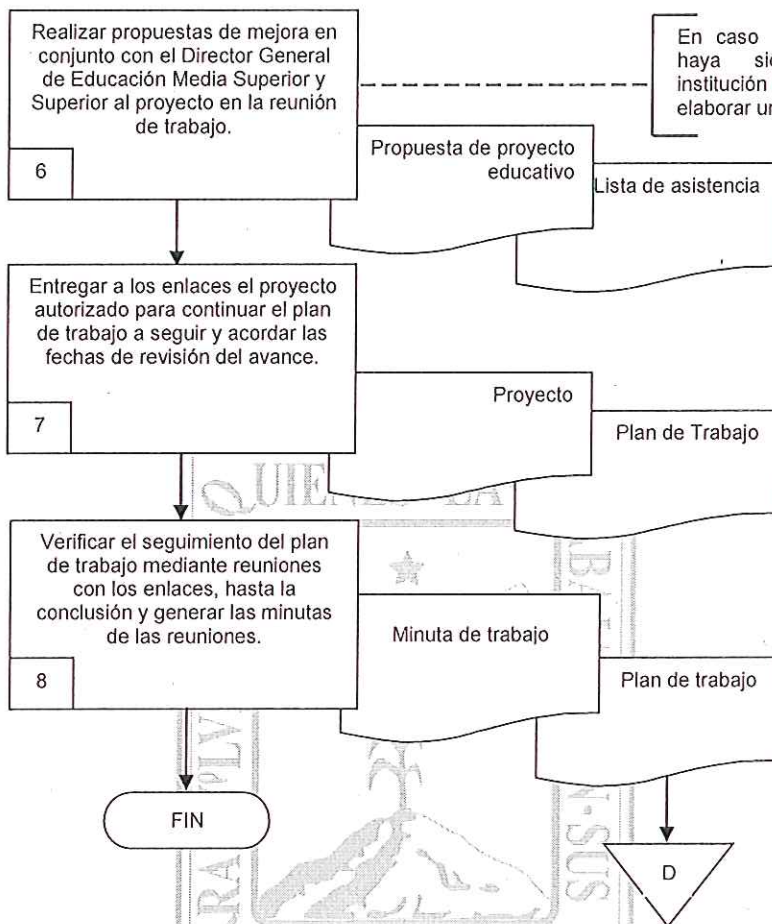 Realizar propuestas de mejora en
conjunto con el Director General
de Educación Media Superior y
Superior al proyecto en la reunión
de trabajo.
6
En caso
haya
institución
elaborar
Propuesta de proyecto
educativo
Lista de asistencia
Entregar a los enlaces el proyecto
autorizado para continuar el plan
de trabajo a seguir y acordar las
fechas de revisión del avance.
7
Proyecto
Plan de Trabajo
Verificar el seguimiento del plan
de trabajo mediante reuniones
con los enlaces, hasta la
conclusión y generar las minutas
de las reuniones.
8
Minuta de trabajo
Plan de trabajo
FIN
D